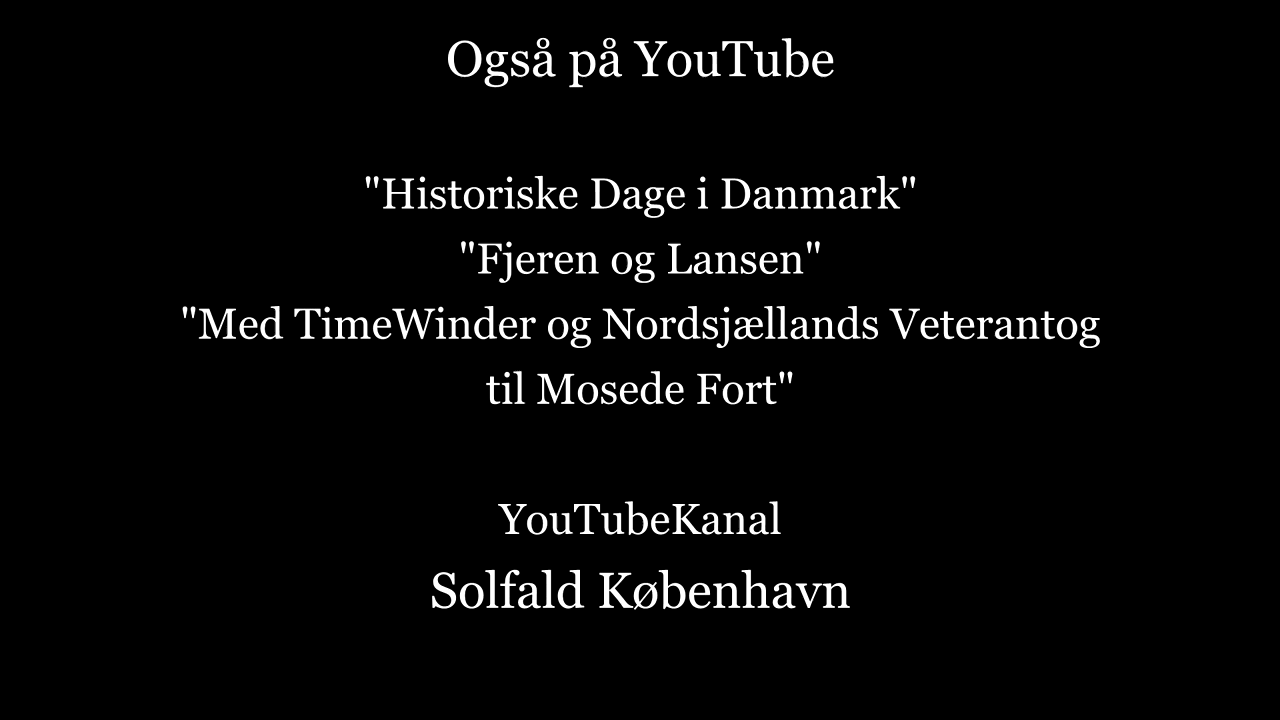 Også på YouTube
"Historiske Dage i Danmark"
"Fjeren og Lansen"
"Med TimeWinder og Nordsjællands Veterantog
til Mosede Fort"
YouTubeKanal
Solfald København